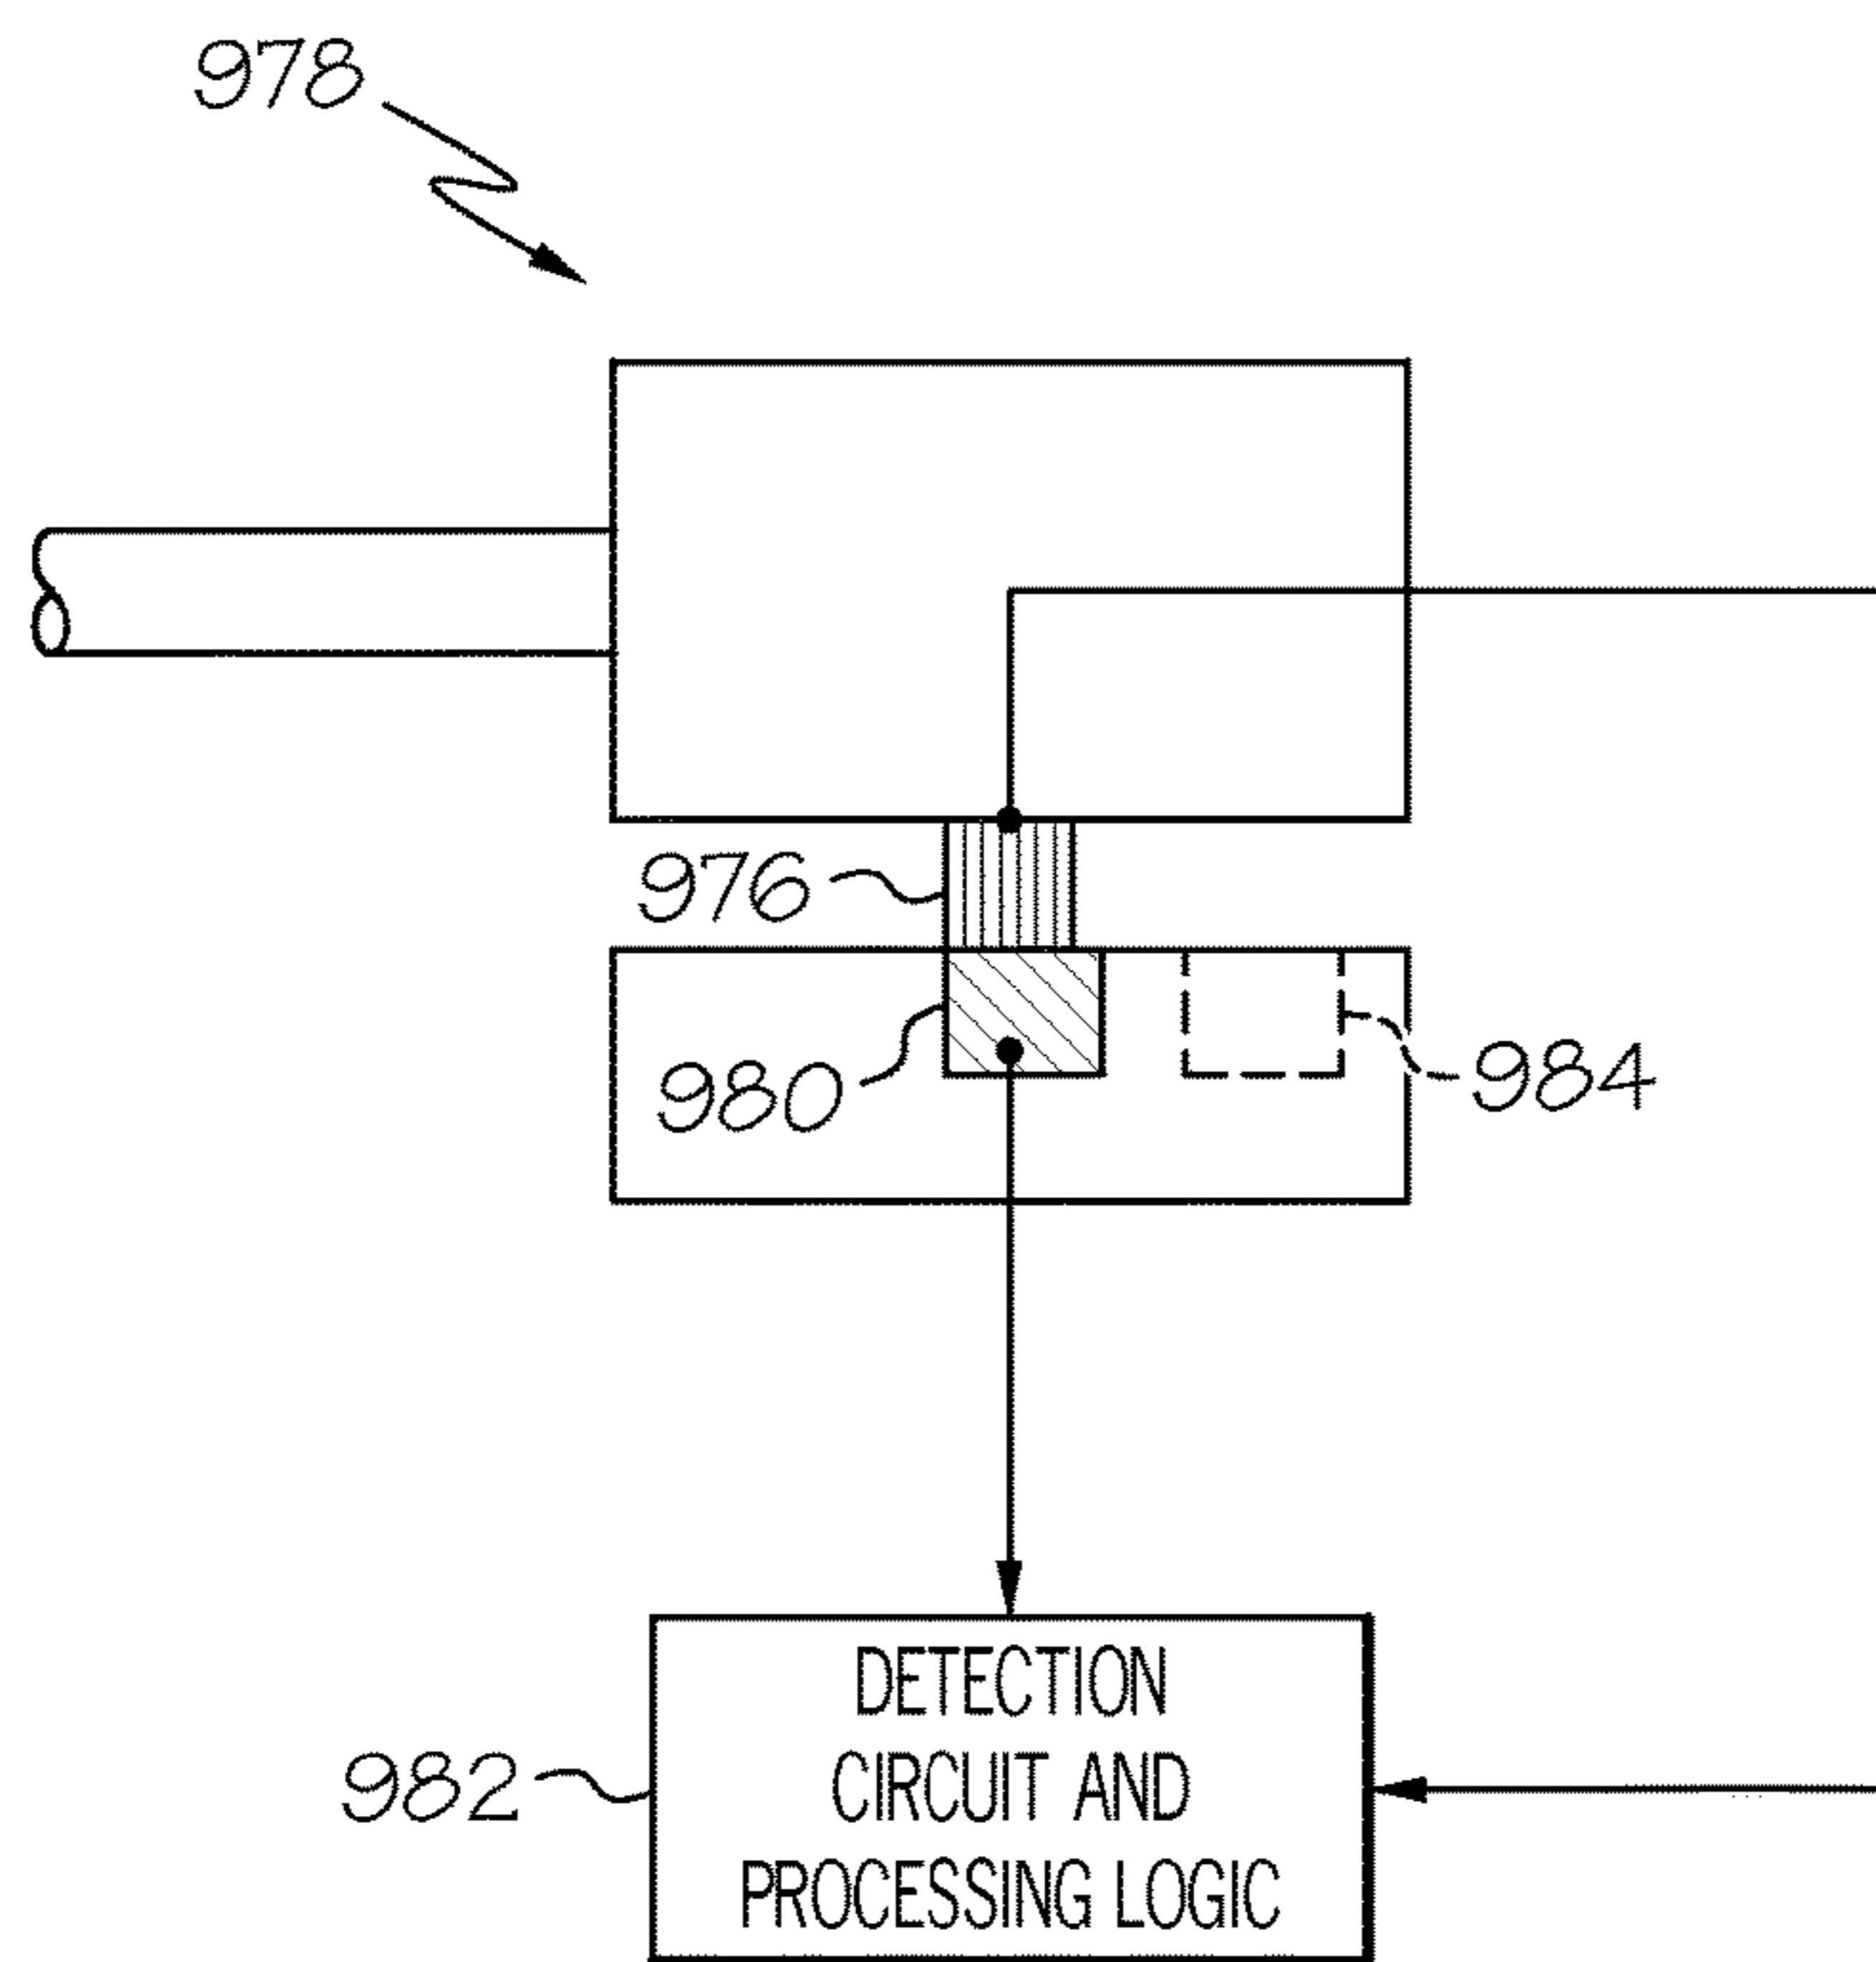 978
976
980
984
982
DETECTION
CIRCUIT AND
PROCESSING LOGIC